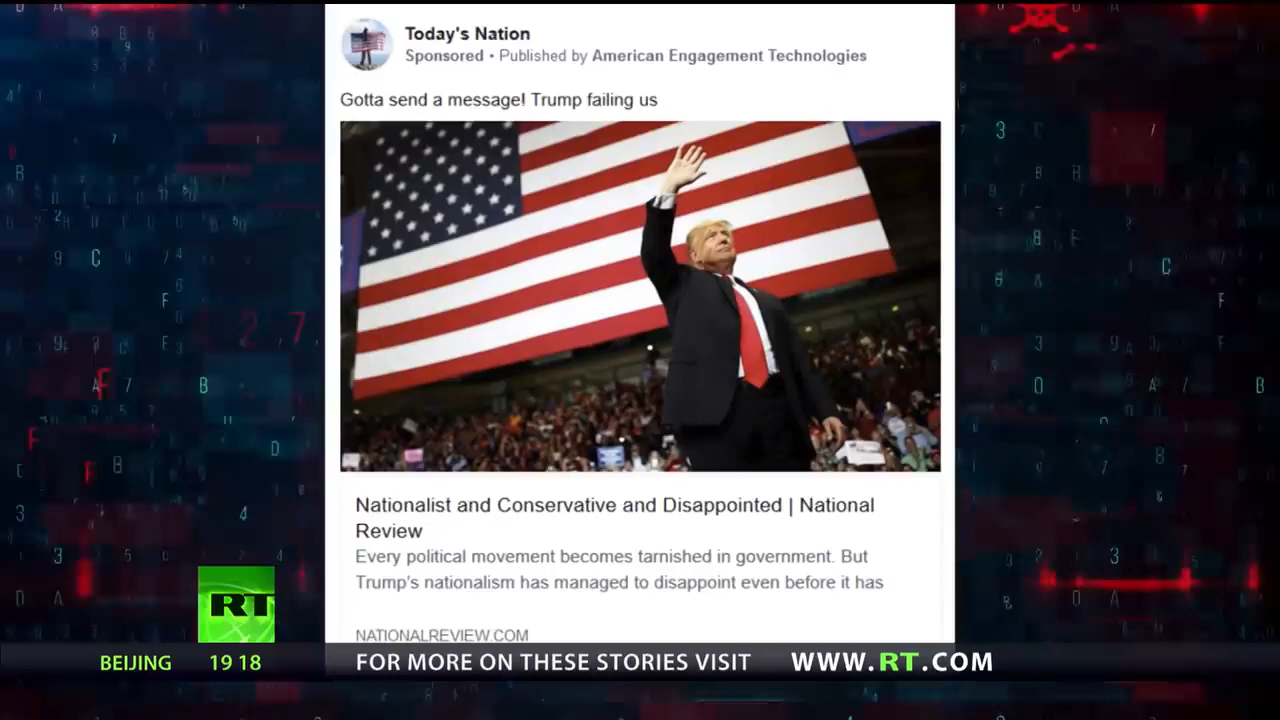 Today's Nation
Sponsored • Published by American Engagement Technologies
Gotta send a message! Trump failing us
Nationalist and Conservative and Disappointed | National
Review
Every political movement becomes tarnished in government. But
Trump's nationalism has managed to disappoint even before it has
NATIONALREVIEW.COM
RT
BEIJING 19 18 FOR MORE ON THESE STORIES VISIT WWW.RT.COM